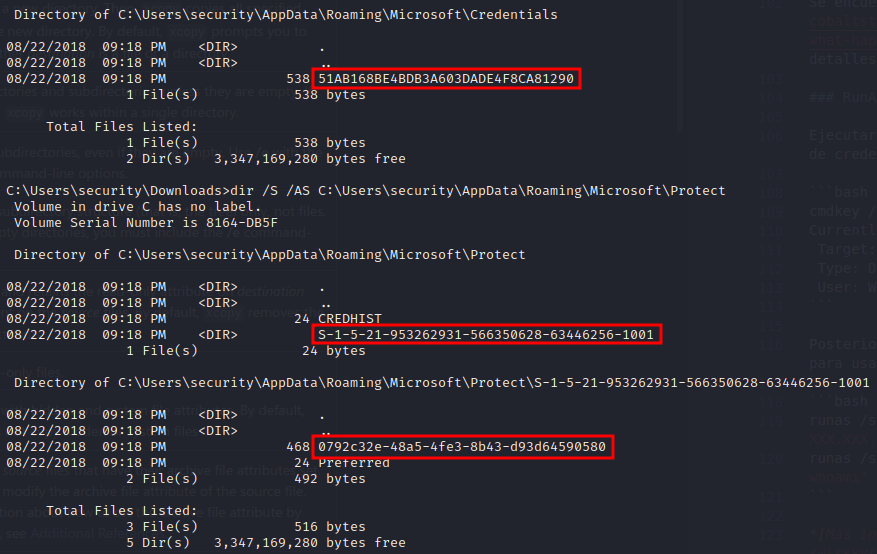 Directory of C:\Users\security\AppData\Roaming\Microsoft\Credentials
08/22/2018  09:18 PM    <DIR>          .
08/22/2018  09:18 PM    <DIR>          ..
08/22/2018  09:18 PM               538 51AB168BE4BDB3A603DADE4F8CA81290
1 File(s)            538 bytes
Total Files Listed:
1 File(s)            538 bytes
2 Dir(s)   3,347,169,280 bytes free
C:\Users\security\Downloads>dir /S /AS C:\Users\security\AppData\Roaming\Microsoft\Protect
Volume in drive C has no label.
Volume Serial Number is 8164-DB5F
Directory of C:\Users\security\AppData\Roaming\Microsoft\Protect
08/22/2018  09:18 PM    <DIR>          .
08/22/2018  09:18 PM    <DIR>          ..
08/22/2018  09:18 PM                24 CREDHIST
08/22/2018  09:18 PM    <DIR>          S-1-5-21-953262931-566350628-63446256-1001
1 File(s)             24 bytes
Directory of C:\Users\security\AppData\Roaming\Microsoft\Protect\S-1-5-21-953262931-566350628-63446256-1001
08/22/2018  09:18 PM    <DIR>          .
08/22/2018  09:18 PM    <DIR>          ..
08/22/2018  09:18 PM               468 0792c32e-48a5-4fe3-8b43-d93d64590580
08/22/2018  09:18 PM                24 Preferred
2 File(s)            492 bytes
Total Files Listed:
3 File(s)            516 bytes
5 Dir(s)   3,347,169,280 bytes free